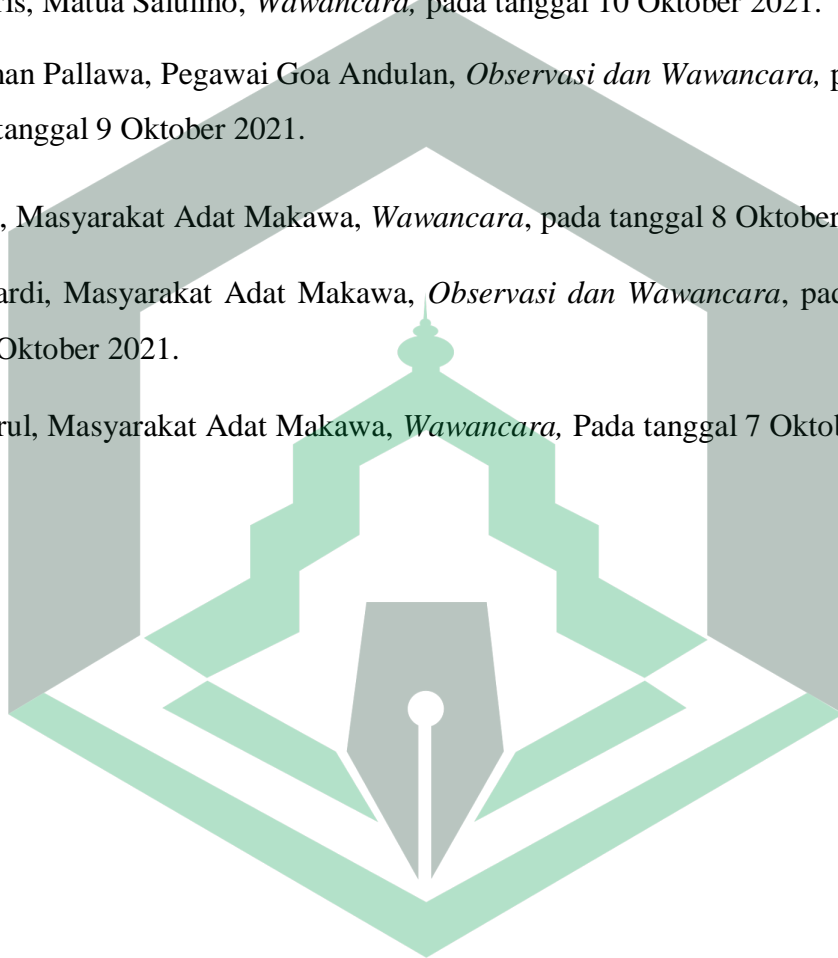 ris, Matua Salulino, Wawancara, pada tanggal 10 Oktober 2021.
nan Pallawa, Pegawai Goa Andulan, Observasi dan Wawancara, p
tanggal 9 Oktober 2021.
, Masyarakat Adat Makawa, Wawancara, pada tanggal 8 Oktober
ardi, Masyarakat Adat Makawa, Observasi dan Wawancara, pad
Oktober 2021.
rul, Masyarakat Adat Makawa, Wawancara, Pada tanggal 7 Oktob